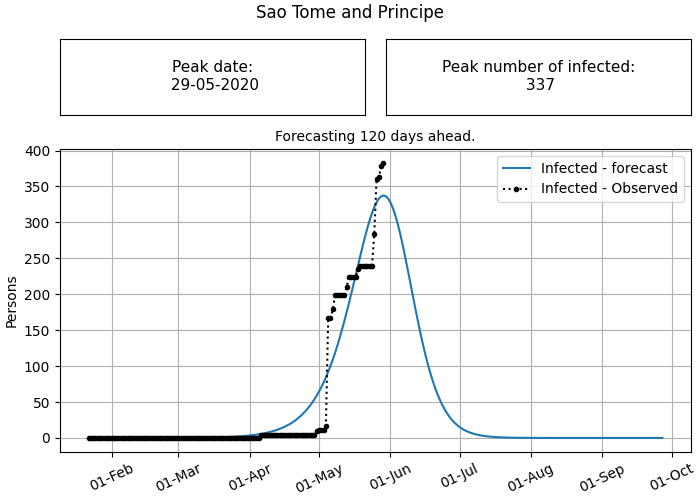 Sao Tome and Principe
Peak date:
29-05-2020
Peak number of infected:
337
Forecasting 120 days ahead.
Infected - forecast
Infected - Observed
Persons
400
350
300
250
200
150
100
50
0
01-Feb
01-Mar
01-Apr
01-May
01-Jun
01-Jul
01-Aug
01-Sep
01-Oct